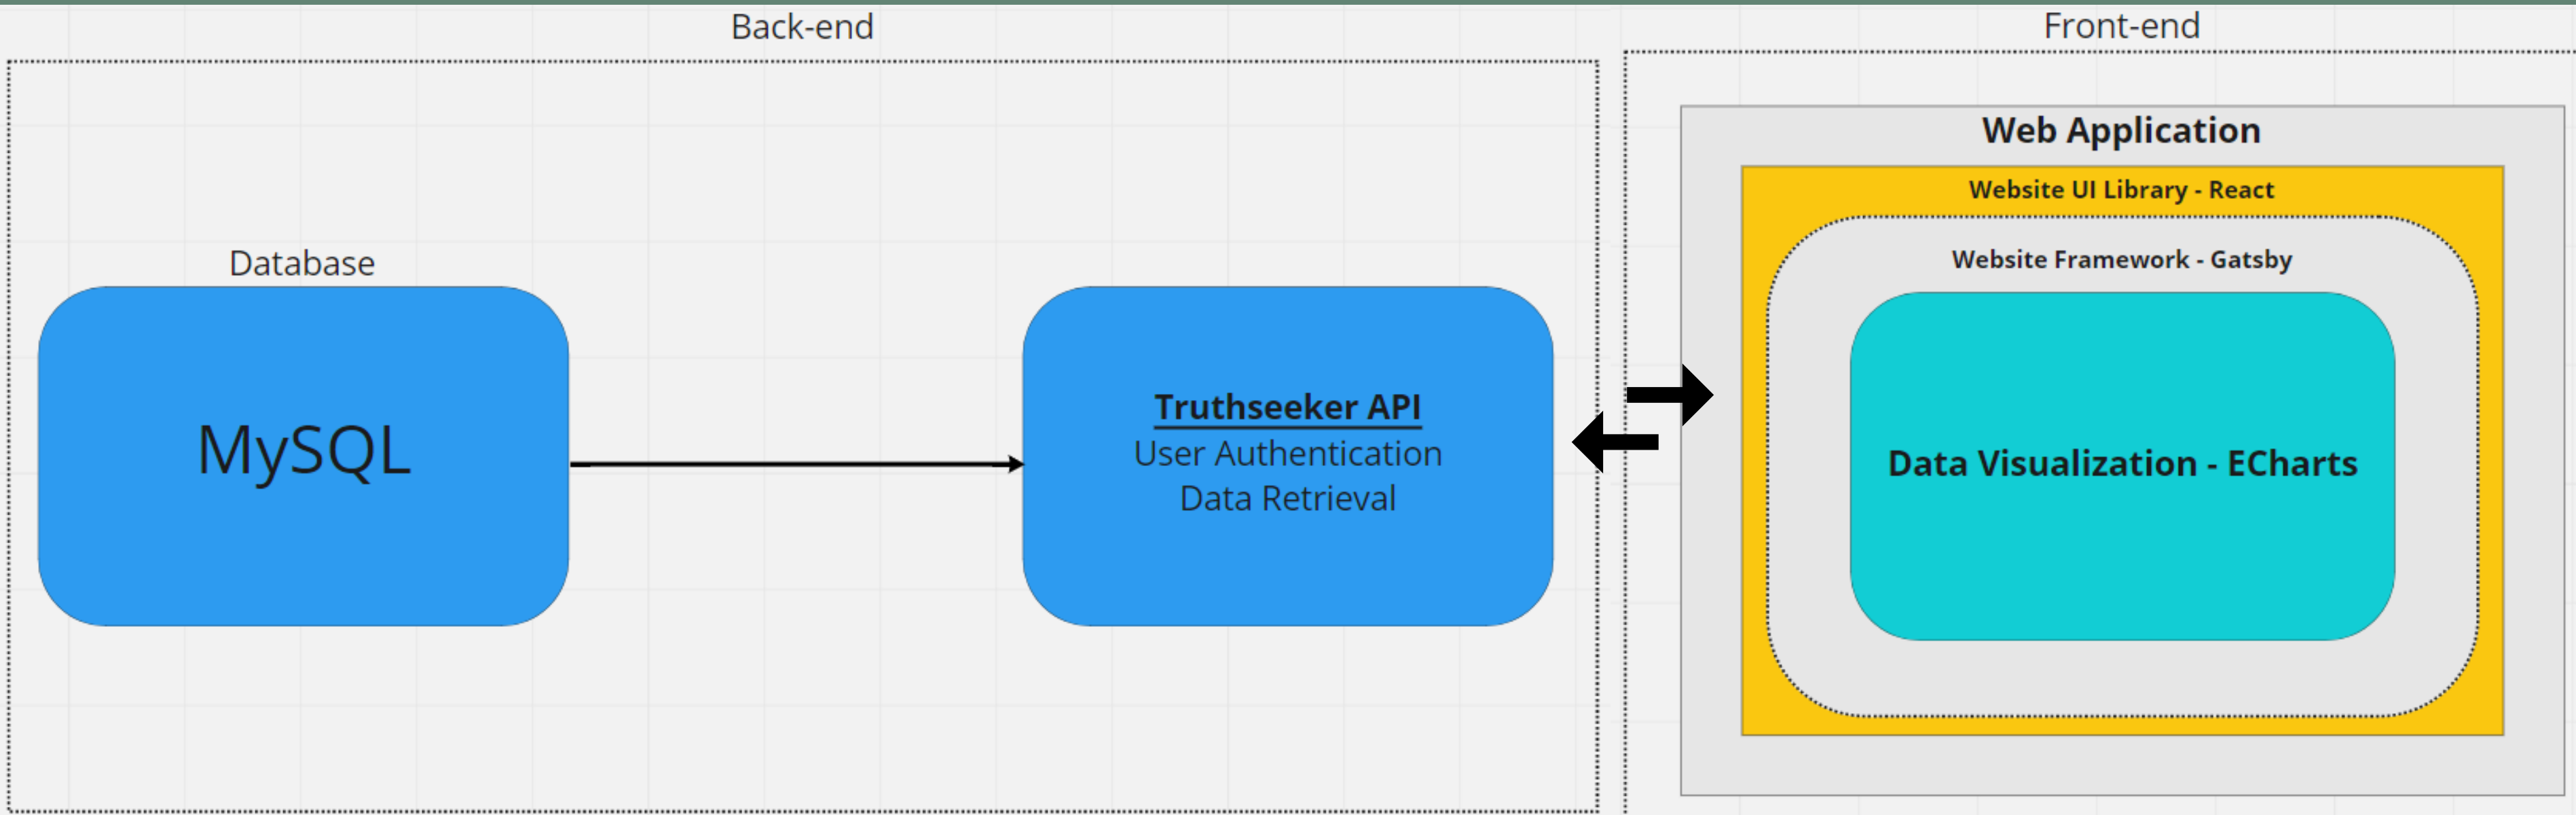 Back-end
Front-end
Database
MySQL
Truthseeker API
User Authentication
Data Retrieval
Web Application
Website UI Library - React
Website Framework - Gatsby
Data Visualization - ECharts